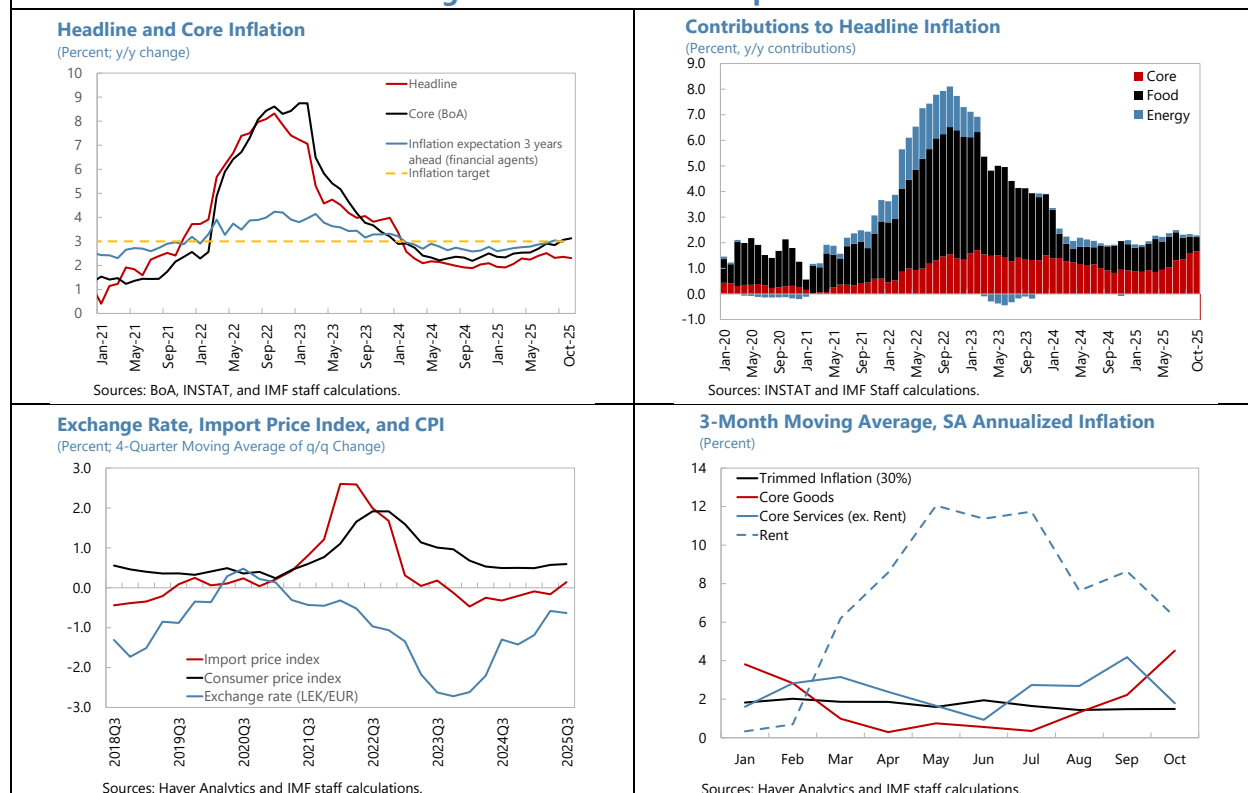 Headline and Core Inflation
(Percent; y/y change)
10
9
8
7
6
5
4
3
2
1
0
Headline
Core (BoA)
Inflation expectation 3 years
ahead (financial agents)
Inflation target
Jan-21
May-21
Sep-21
Jan-22
May-22
Sep-22
Jan-23
May-23
Sep-23
Jan-24
May-24
Sep-24
Jan-25
May-25
Oct-25
Sources: BoA, INSTAT, and IMF staff calculations.
Contributions to Headline Inflation
(Percent, y/y contributions)
9.0
8.0
7.0
6.0
5.0
4.0
3.0
2.0
1.0
0.0
-1.0
Core
Food
Energy
Jan-20
May-20
Sep-20
Jan-21
May-21
Sep-21
Jan-22
May-22
Sep-22
Jan-23
May-23
Sep-23
Jan-24
May-24
Sep-24
Jan-25
May-25
Oct-25
Sources: INSTAT and IMF Staff calculations.
Exchange Rate, Import Price Index, and CPI
(Percent; 4-Quarter Moving Average of q/q Change)
3.0
2.0
1.0
0.0
-1.0
-2.0
-3.0
Import price index
Consumer price index
Exchange rate (LEK/EUR)
2018Q3
2019Q3
2020Q3
2021Q3
2022Q3
2023Q3
2024Q3
2025Q3
Sources: Haver Analytics and IMF staff calculations.
3-Month Moving Average, SA Annualized Inflation
(Percent)
14
12
10
8
6
4
2
0
Trimmed Inflation (30%)
Core Goods
Core Services (ex. Rent)
Rent
Jan Feb Mar Apr May Jun Jul Aug Sep Oct
Sources: Haver Analytics and IMF staff calculations.